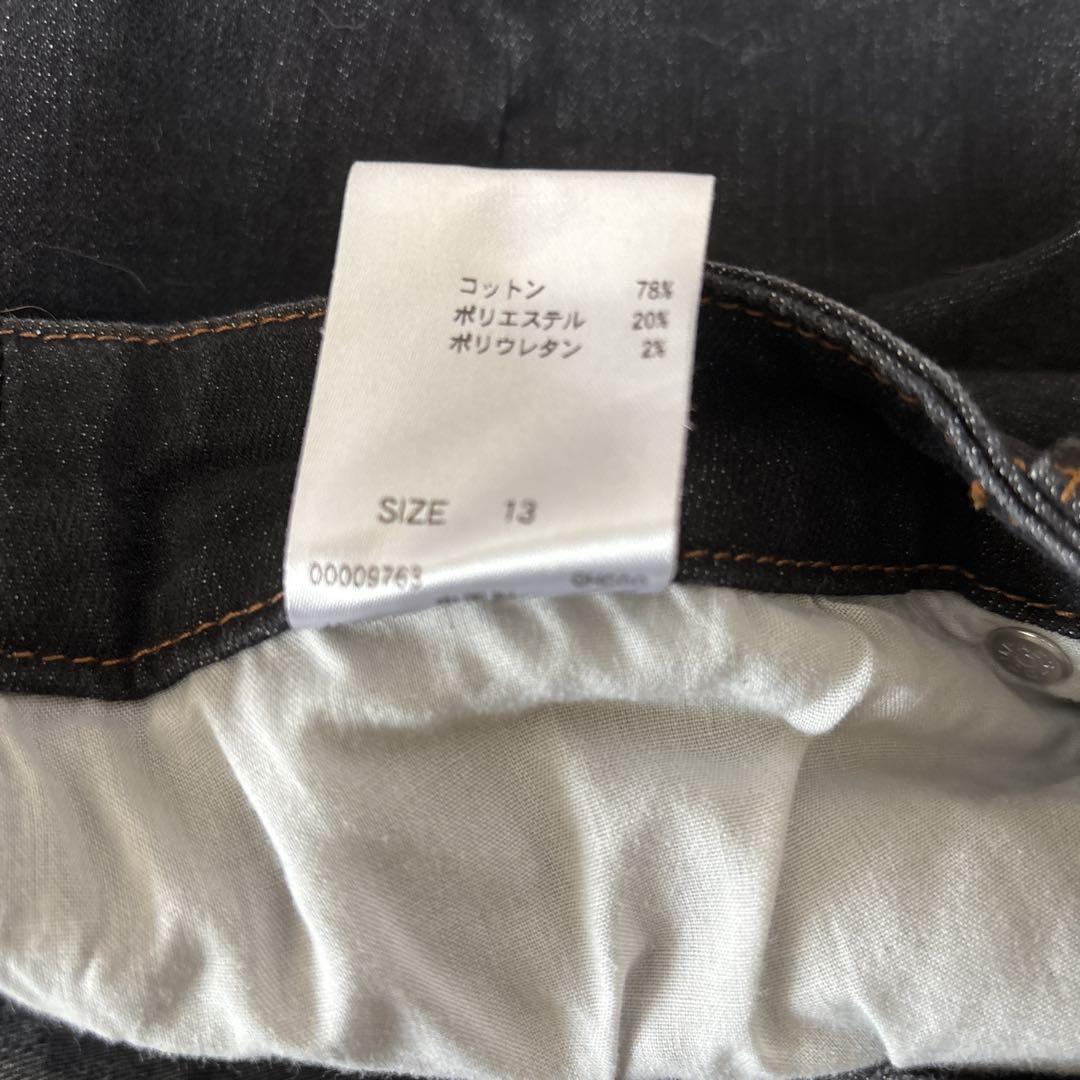 コットン 78%
ポリエステル 20%
ポリウレタン 2%
SIZE 13
00009763